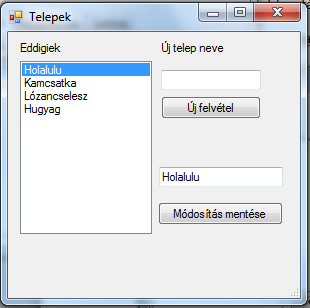 Telepek
Eddigiek
Új telep neve
Holalulu
Kamcsatka
Lózancselesz
Hugyag
Új felvétel
Holalulu
Módosítás mentése